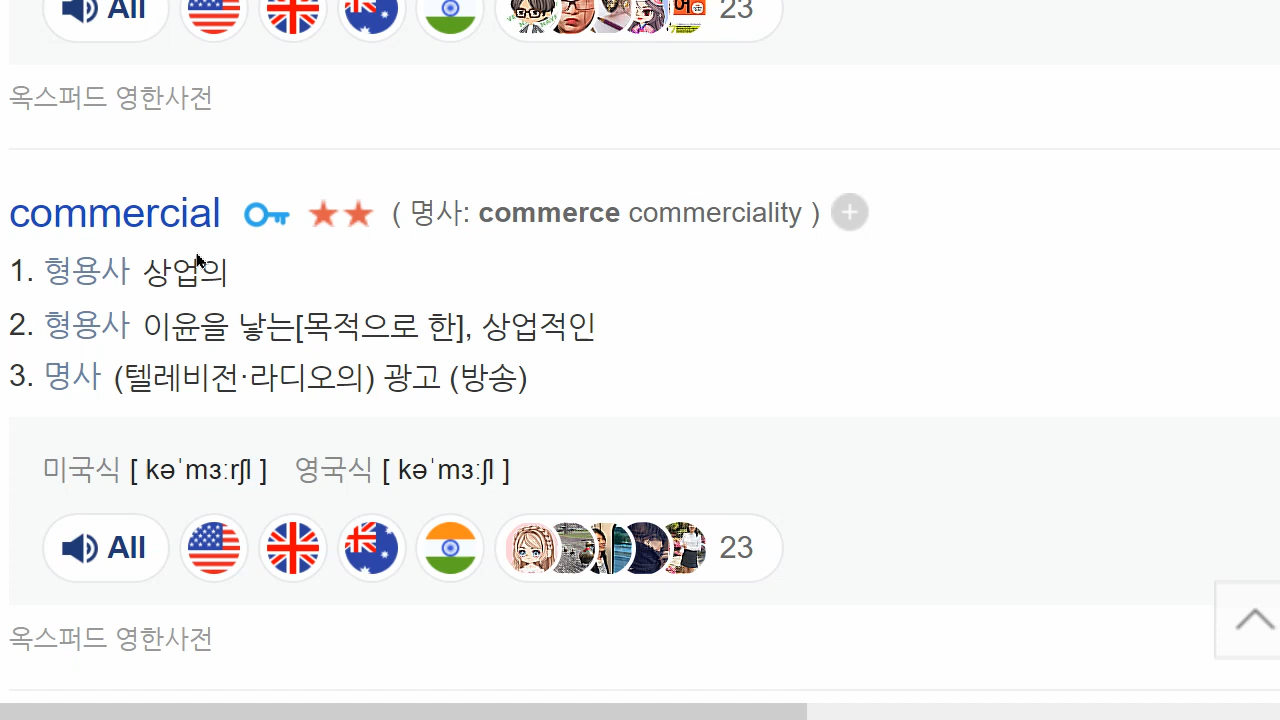 All 23
옥스퍼드 영한사전
commercial ( 명사: commerce commerciality )
1. 형용사 상업의
2. 형용사 이윤을 낳는[목적으로 한], 상업적인
3. 명사 (텔레비전·라디오의) 광고 (방송)
미국식 [ kəˈmɜːrʃl ] 영국식 [ kəˈmɜːʃl ]
All 23
옥스퍼드 영한사전